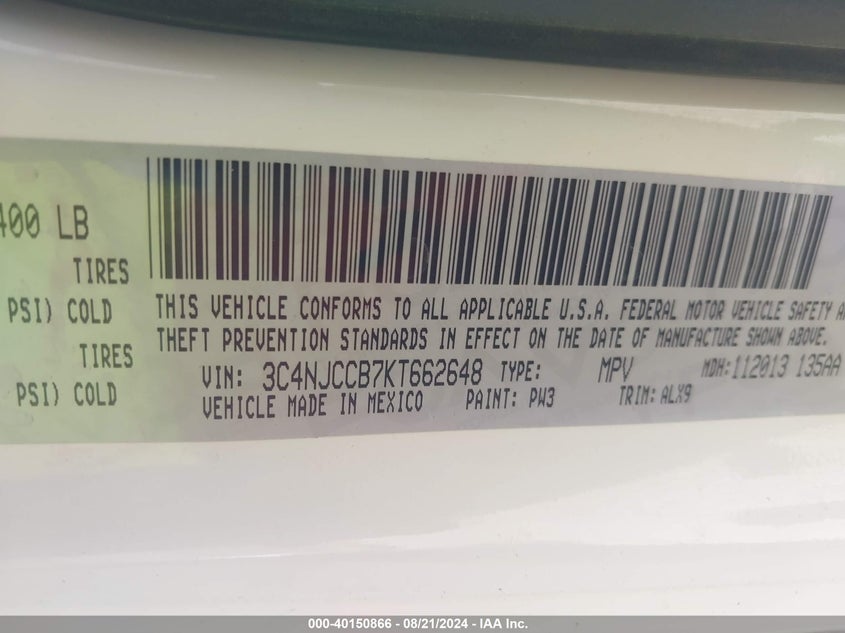 400 LB
TIRES
PSI) COLD
TIRES
PSI) COLD
THIS VEHICLE CONFORMS TO ALL APPLICABLE U.S.A. FEDERAL MOTOR VEHICLE SAFETY
THEFT PREVENTION STANDARDS IN EFFECT ON THE DATE OF MANUFACTURE SHOWN ABOVE.
VIN: 3C4NJCCB7KT662648 TYPE: MPV MDH: 112013 135AA
VEHICLE MADE IN MEXICO PAINT: PW3 TRIM: ALX9
000-40150866 - 08/21/2024 - IAA Inc.